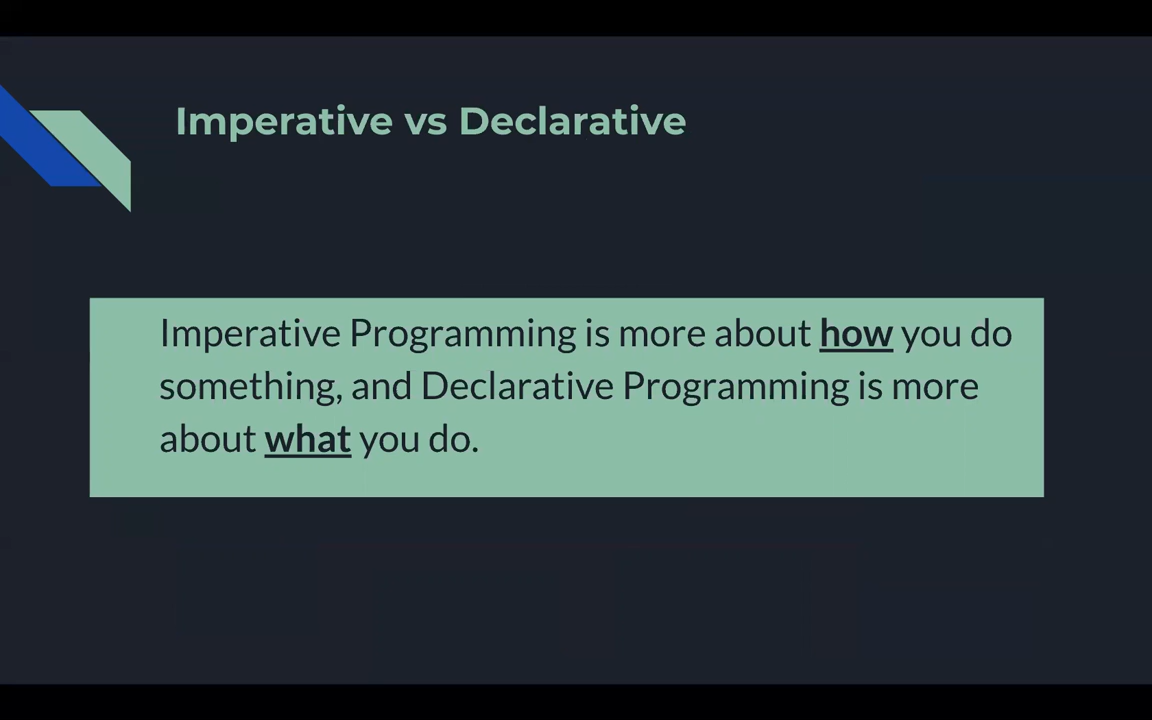 Imperative vs Declarative
Imperative Programming is more about how you do
something, and Declarative Programming is more
about what you do.